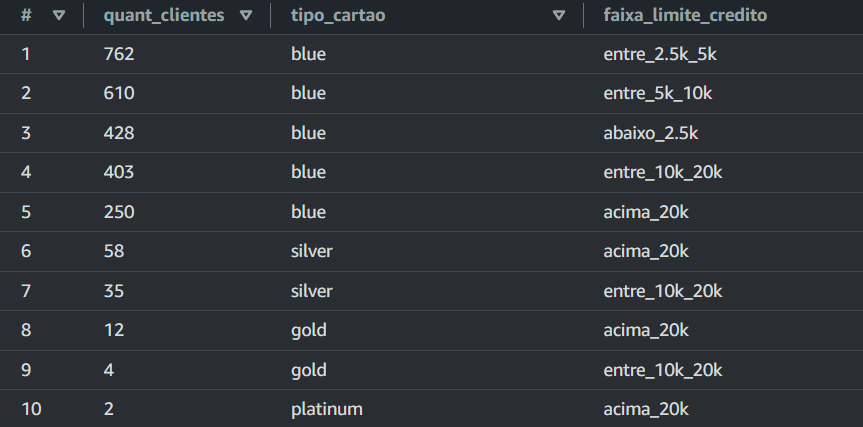 # quant_clientes tipo_cartao faixa_limite_credito
1 762 blue entre_2.5k_5k
2 610 blue entre_5k_10k
3 428 blue abaixo_2.5k
4 403 blue entre_10k_20k
5 250 blue acima_20k
6 58 silver acima_20k
7 35 silver entre_10k_20k
8 12 gold acima_20k
9 4 gold entre_10k_20k
10 2 platinum acima_20k